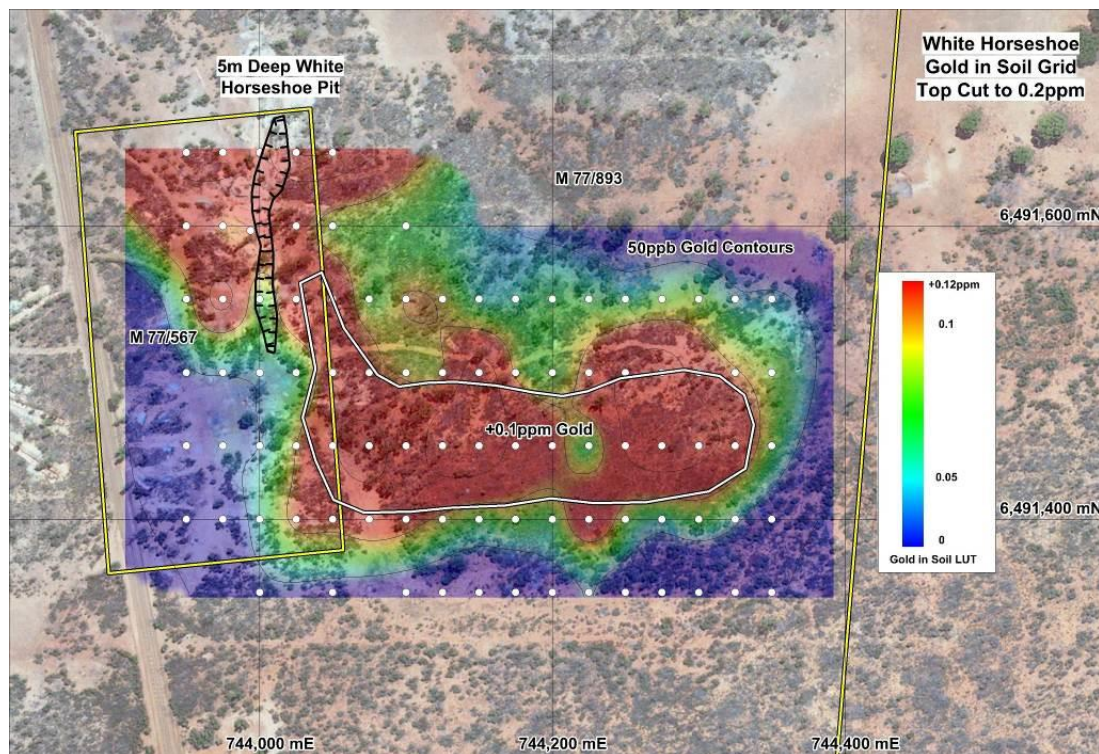 5m Deep White
Horseshoe Pit
White Horseshoe
Gold in Soil Grid
Top Cut to 0.2ppm
M 77/893
6,491,600 mN
50ppb Gold Contours
+0.12ppm
0.1
M 77/567
+0.1ppm Gold
0.05
6,491,400 mN
0
Gold in Soil LUT
744,000 mE
744,200 mE
744,400 mE